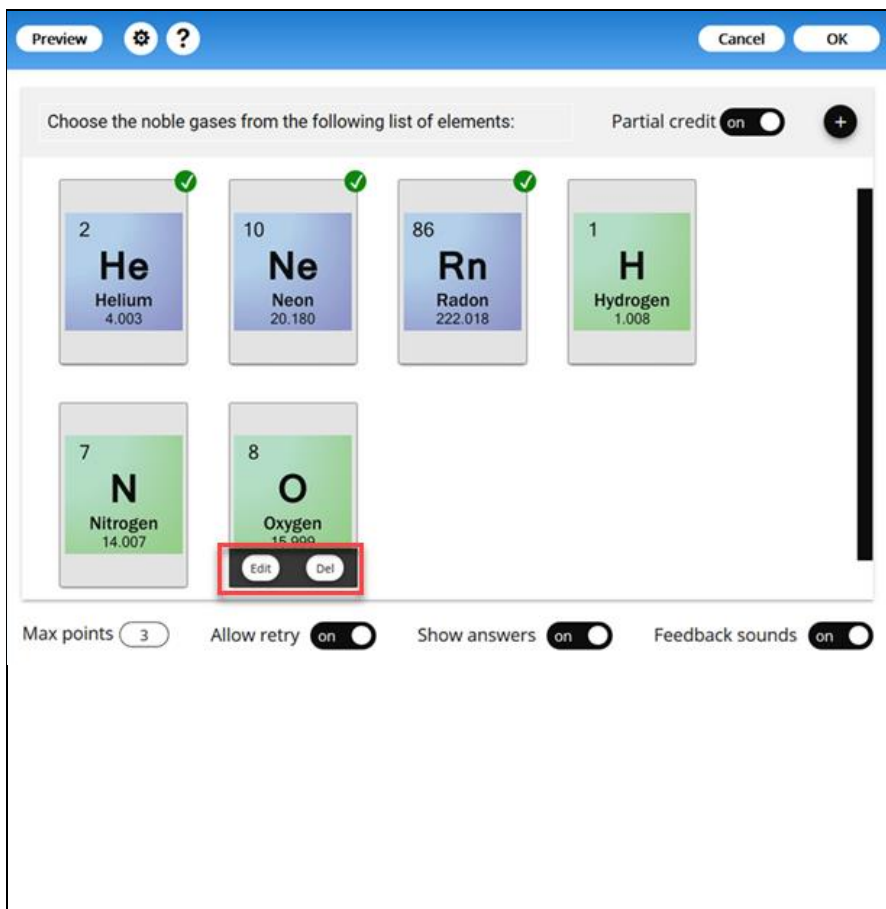 Preview ? Cancel OK
Choose the noble gases from the following list of elements: Partial credit on +
2
He
Helium
4.003
10
Ne
Neon
20.180
86
Rn
Radon
222.018
1
H
Hydrogen
1.008
7
N
Nitrogen
14.007
8
O
Oxygen
15.999
Edit Del
Max points 3 Allow retry on Show answers on Feedback sounds on